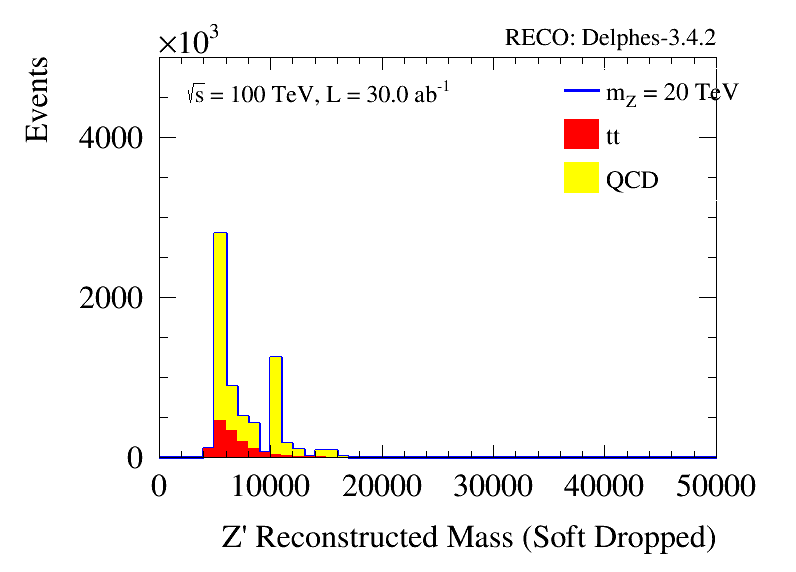 ×10³
RECO: Delphes-3.4.2
Events
√s = 100 TeV, L = 30.0 ab⁻¹
m_Z = 20 TeV
tt
QCD
4000
2000
0
0 10000 20000 30000 40000 50000
Z' Reconstructed Mass (Soft Dropped)